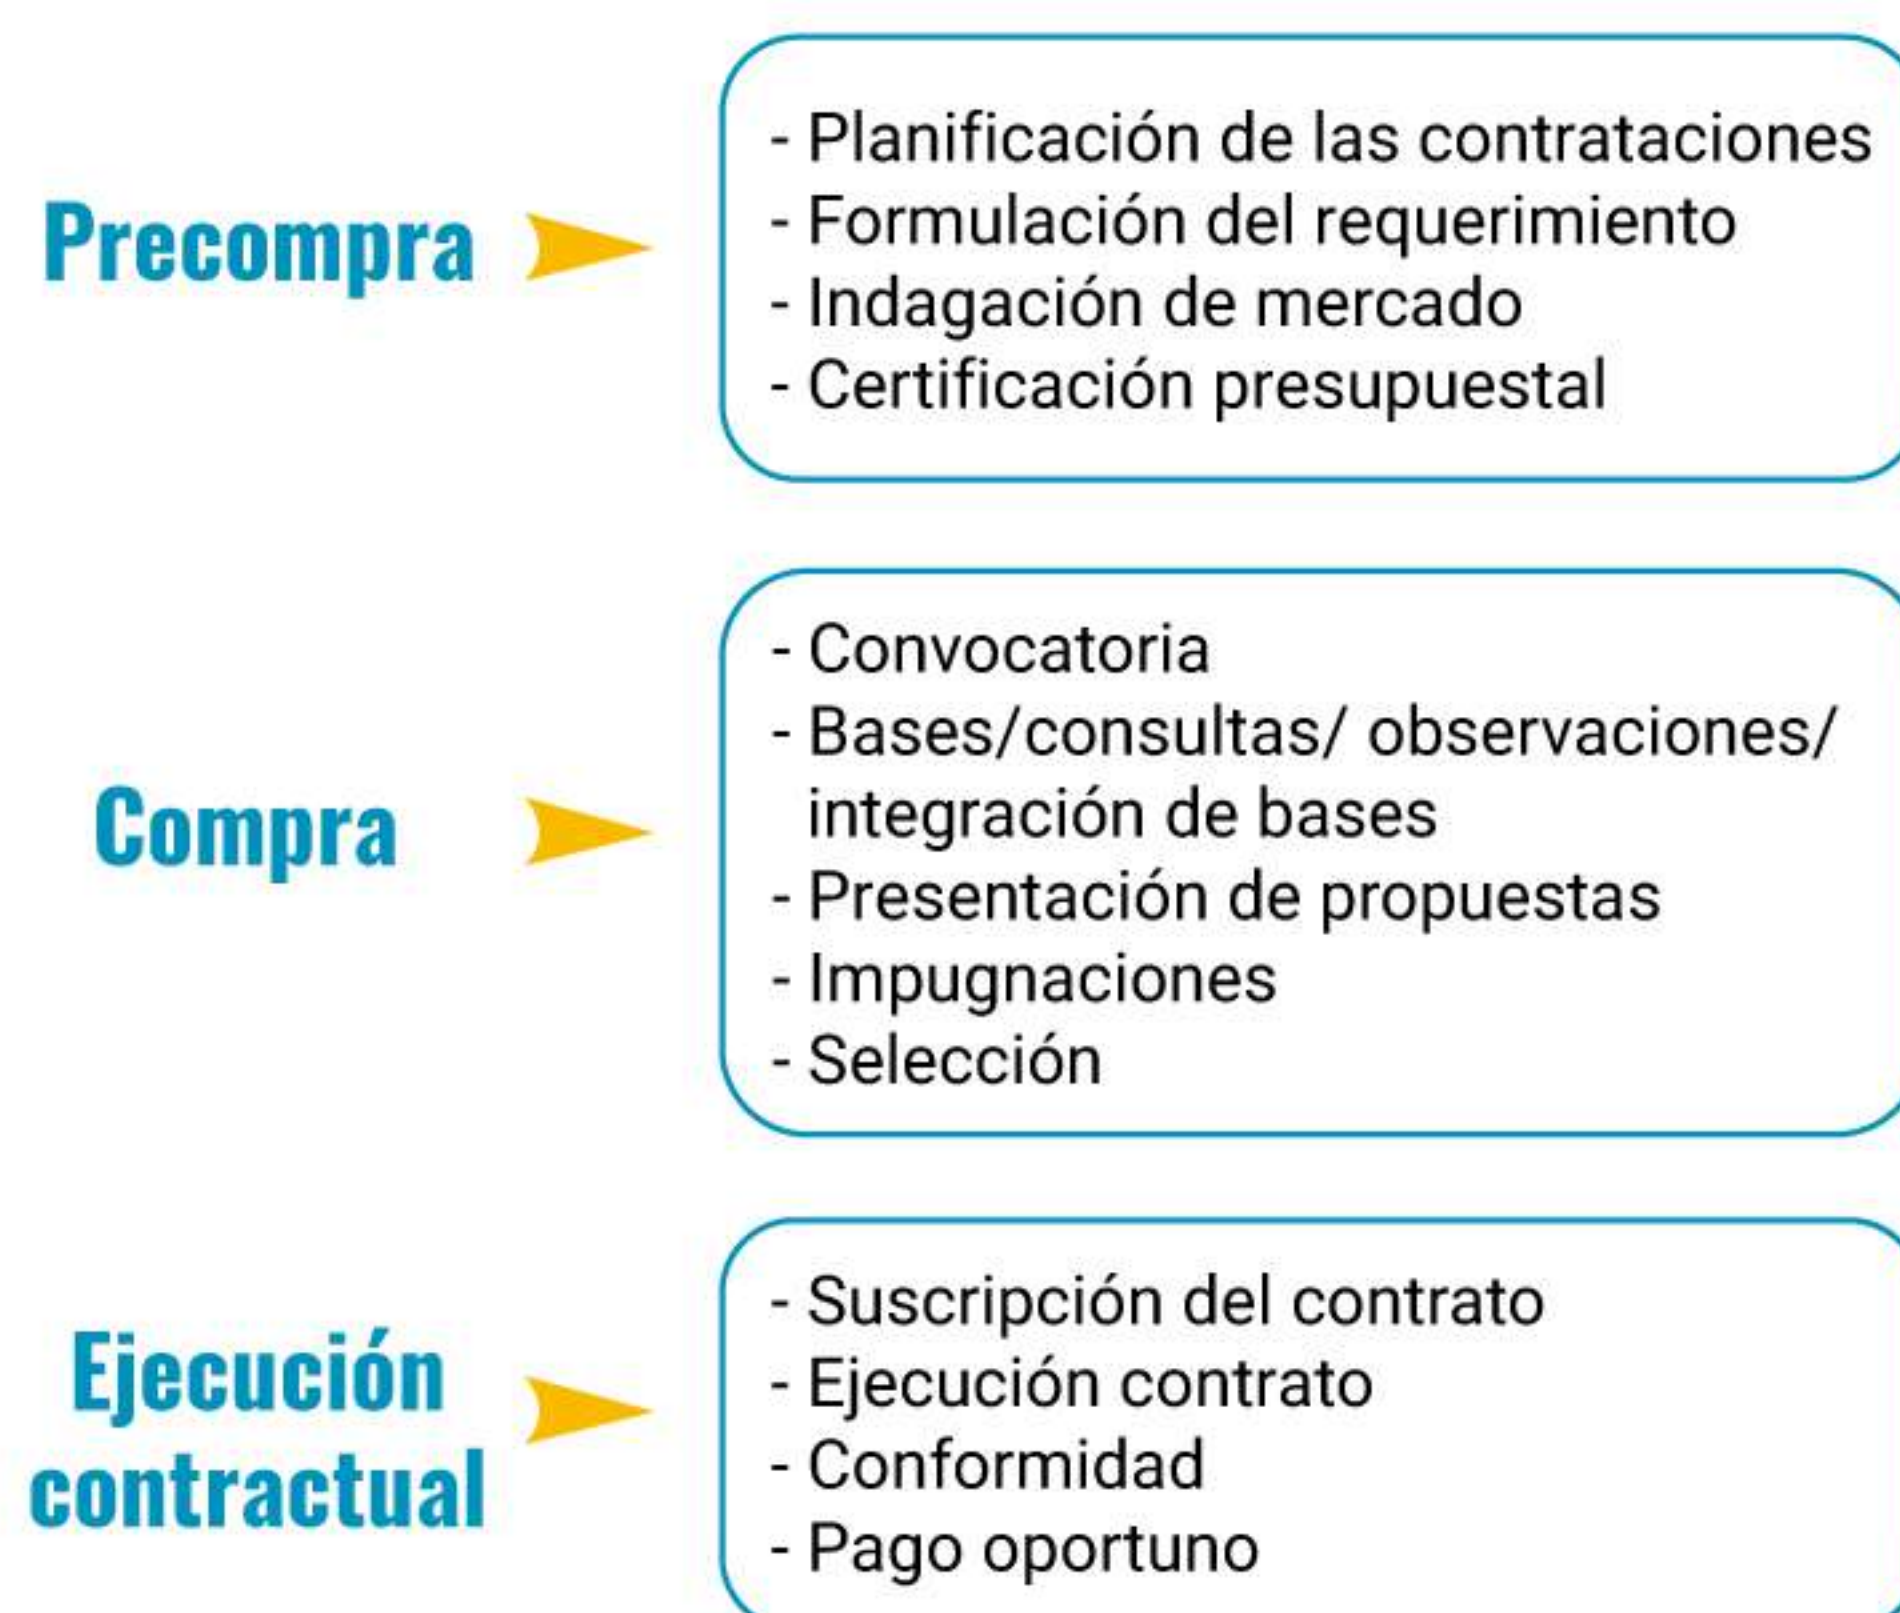 Precompra
- Planificación de las contrataciones
- Formulación del requerimiento
- Indagación de mercado
- Certificación presupuestal
Compra
- Convocatoria
- Bases/consultas/ observaciones/
integración de bases
- Presentación de propuestas
- Impugnaciones
- Selección
Ejecución
contractual
- Suscripción del contrato
- Ejecución contrato
- Conformidad
- Pago oportuno